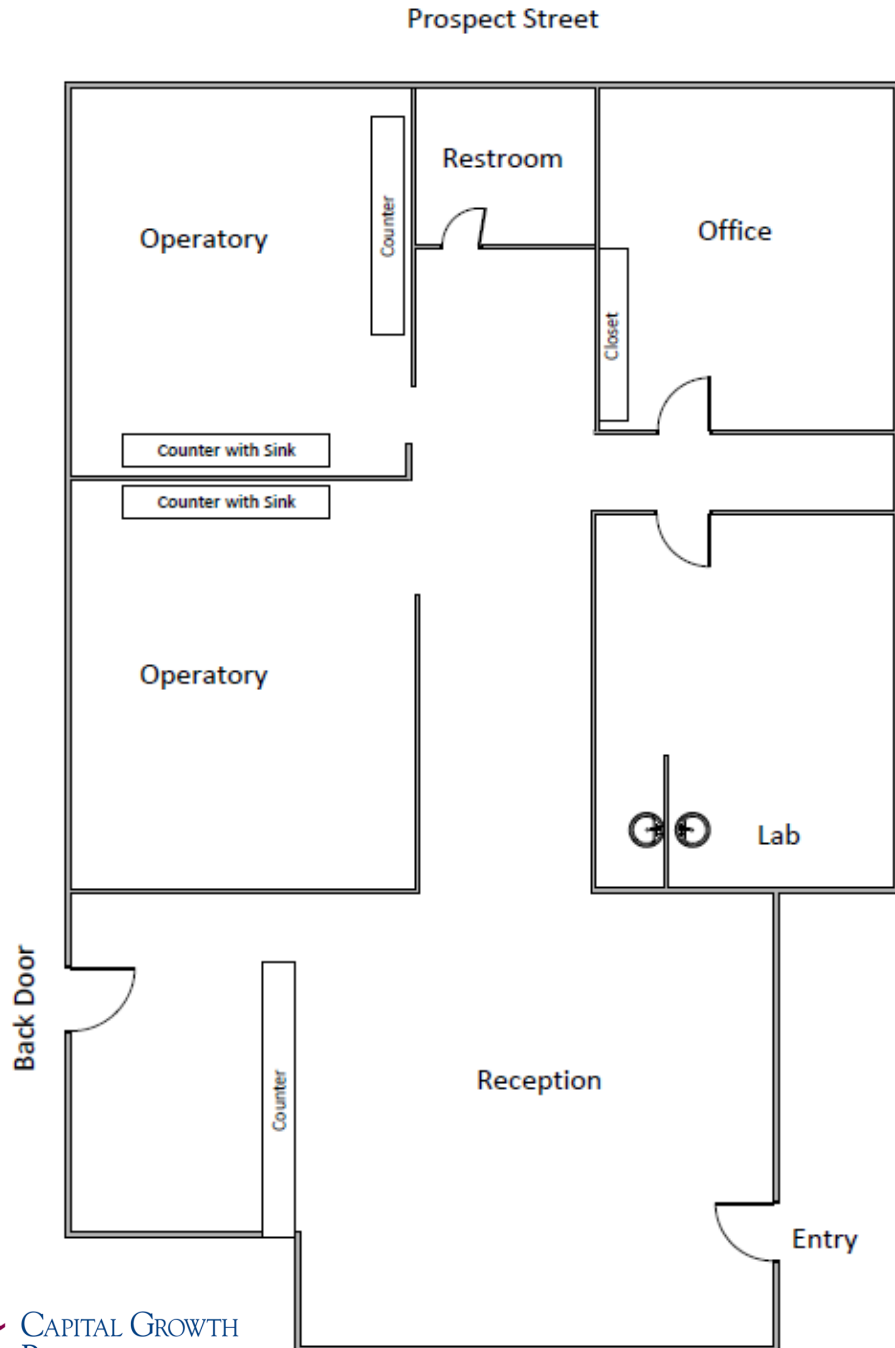 Prospect Street
Restroom
Operatory
Counter
Office
Closet
Counter with Sink
Counter with Sink
Operatory
Lab
Back Door
Counter
Reception
Entry
CAPITAL GROWTH